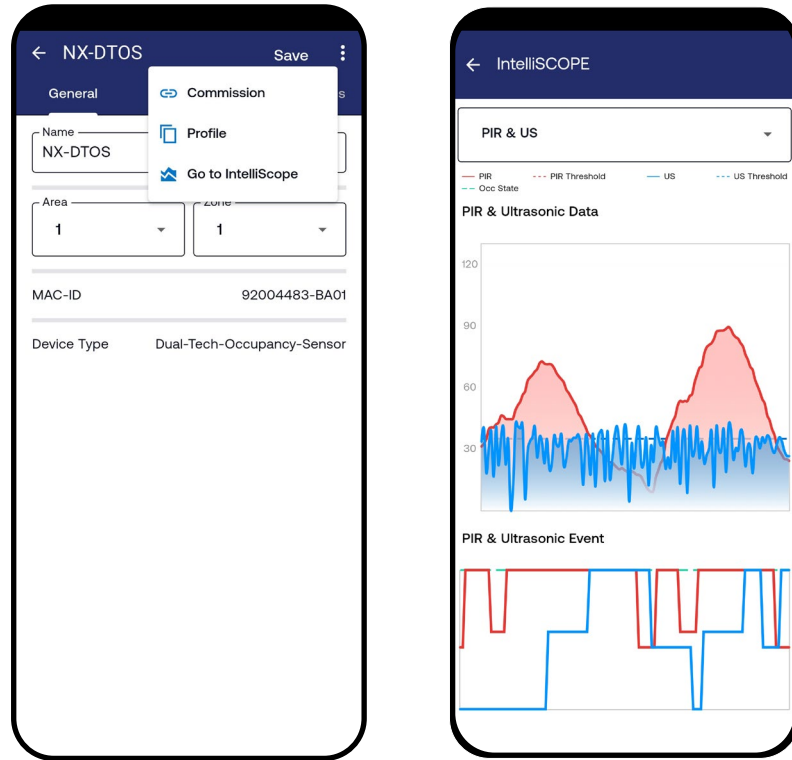 NX-DTOS
Save
General
s
Commission
Profile
Go to IntelliScope
Name
NX-DTOS
Area
Zone
1
1
MAC-ID 92004483-BA01
Device Type Dual-Tech-Occupancy-Sensor
IntelliSCOPE
PIR & US
PIR PIR Threshold US US Threshold
Occ State
PIR & Ultrasonic Data
120
90
60
30
PIR & Ultrasonic Event